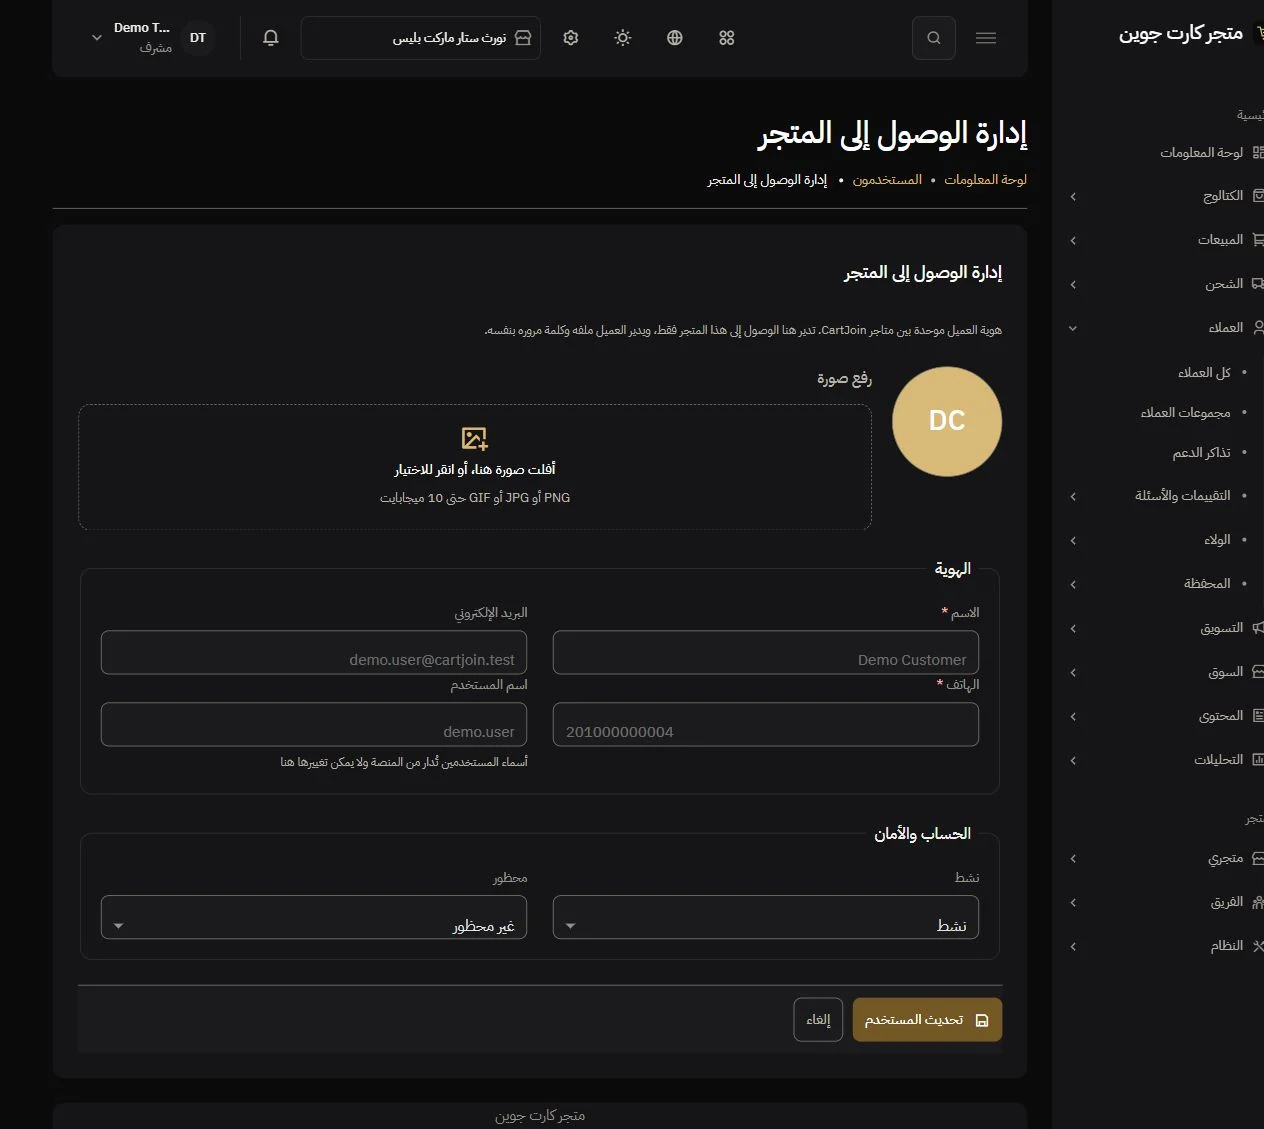 متجر كارت جوين
نورث ستار ماركت بليس
DT
Demo T...
مشرف
لوحة المعلومات
الكتالوج
المبيعات
الشحن
العملاء
كل العملاء
مجموعات العملاء
تذاكر الدعم
التقييمات والأسئلة
الولاء
المحفظة
التسويق
السوق
المحتوى
التحليلات
متجري
الفريق
النظام
إدارة الوصول إلى المتجر
لوحة المعلومات • المستخدمون • إدارة الوصول إلى المتجر
إدارة الوصول إلى المتجر
هوية العميل موحدة بين متاجر CartJoin. تدير هنا الوصول إلى هذا المتجر فقط، ويدير العميل ملفه وكلمة مروره بنفسه.
DC
رفع صورة
أفلت صورة هنا، أو انقر للاختيار
PNG أو JPG أو GIF حتى 10 ميجابايت
الهوية
الاسم *
Demo Customer
البريد الإلكتروني
demo.user@cartjoin.test
الهاتف *
201000000004
اسم المستخدم
demo.user
أسماء المستخدمين تُدار من المنصة ولا يمكن تغييرها هنا
الحساب والأمان
نشط
نشط
محظور
غير محظور
تحديث المستخدم
إلغاء
متجر كارت جوين